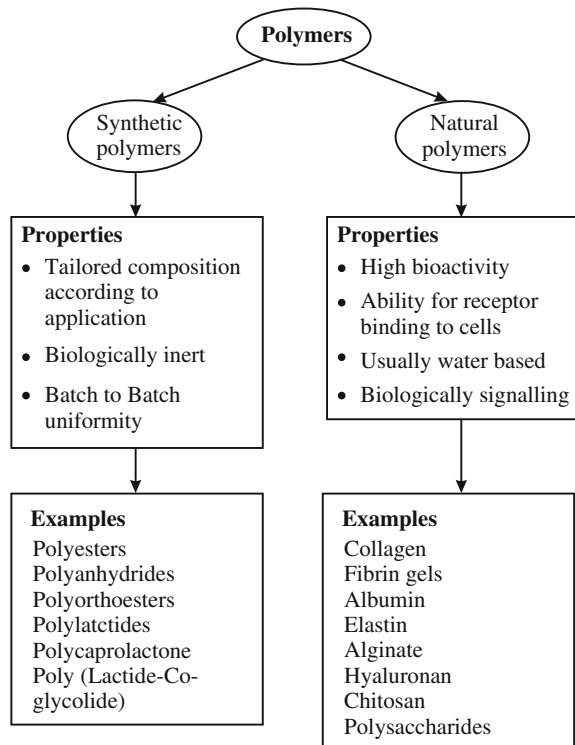 Polymers
Synthetic
polymers
Natural
polymers
Properties
• Tailored composition
according to
application
• Biologically inert
• Batch to Batch
uniformity
Properties
• High bioactivity
• Ability for receptor
binding to cells
• Usually water based
• Biologically signalling
Examples
Polyesters
Polyanhydrides
Polyorthoesters
Polylatctides
Polycaprolactone
Poly (Lactide-Co-
glycolide)
Examples
Collagen
Fibrin gels
Albumin
Elastin
Alginate
Hyaluronan
Chitosan
Polysaccharides